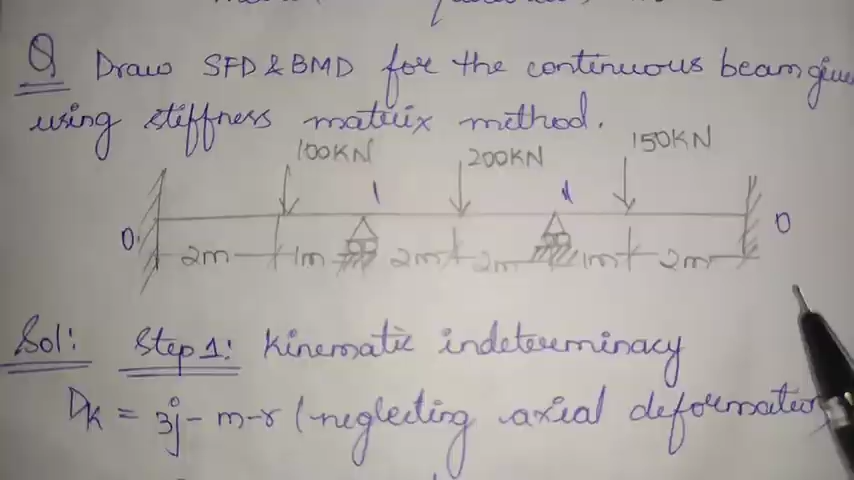 Q Draw SFD & BMD for the continuous beam
using stiffness matrix method.
100KN 200KN 150KN
1 1
0 0
2m 1m 2m 2m 1m 2m
Sol: Step 1: Kinematic indeterminacy
Dk = 3j - m - r (neglecting axial deformation